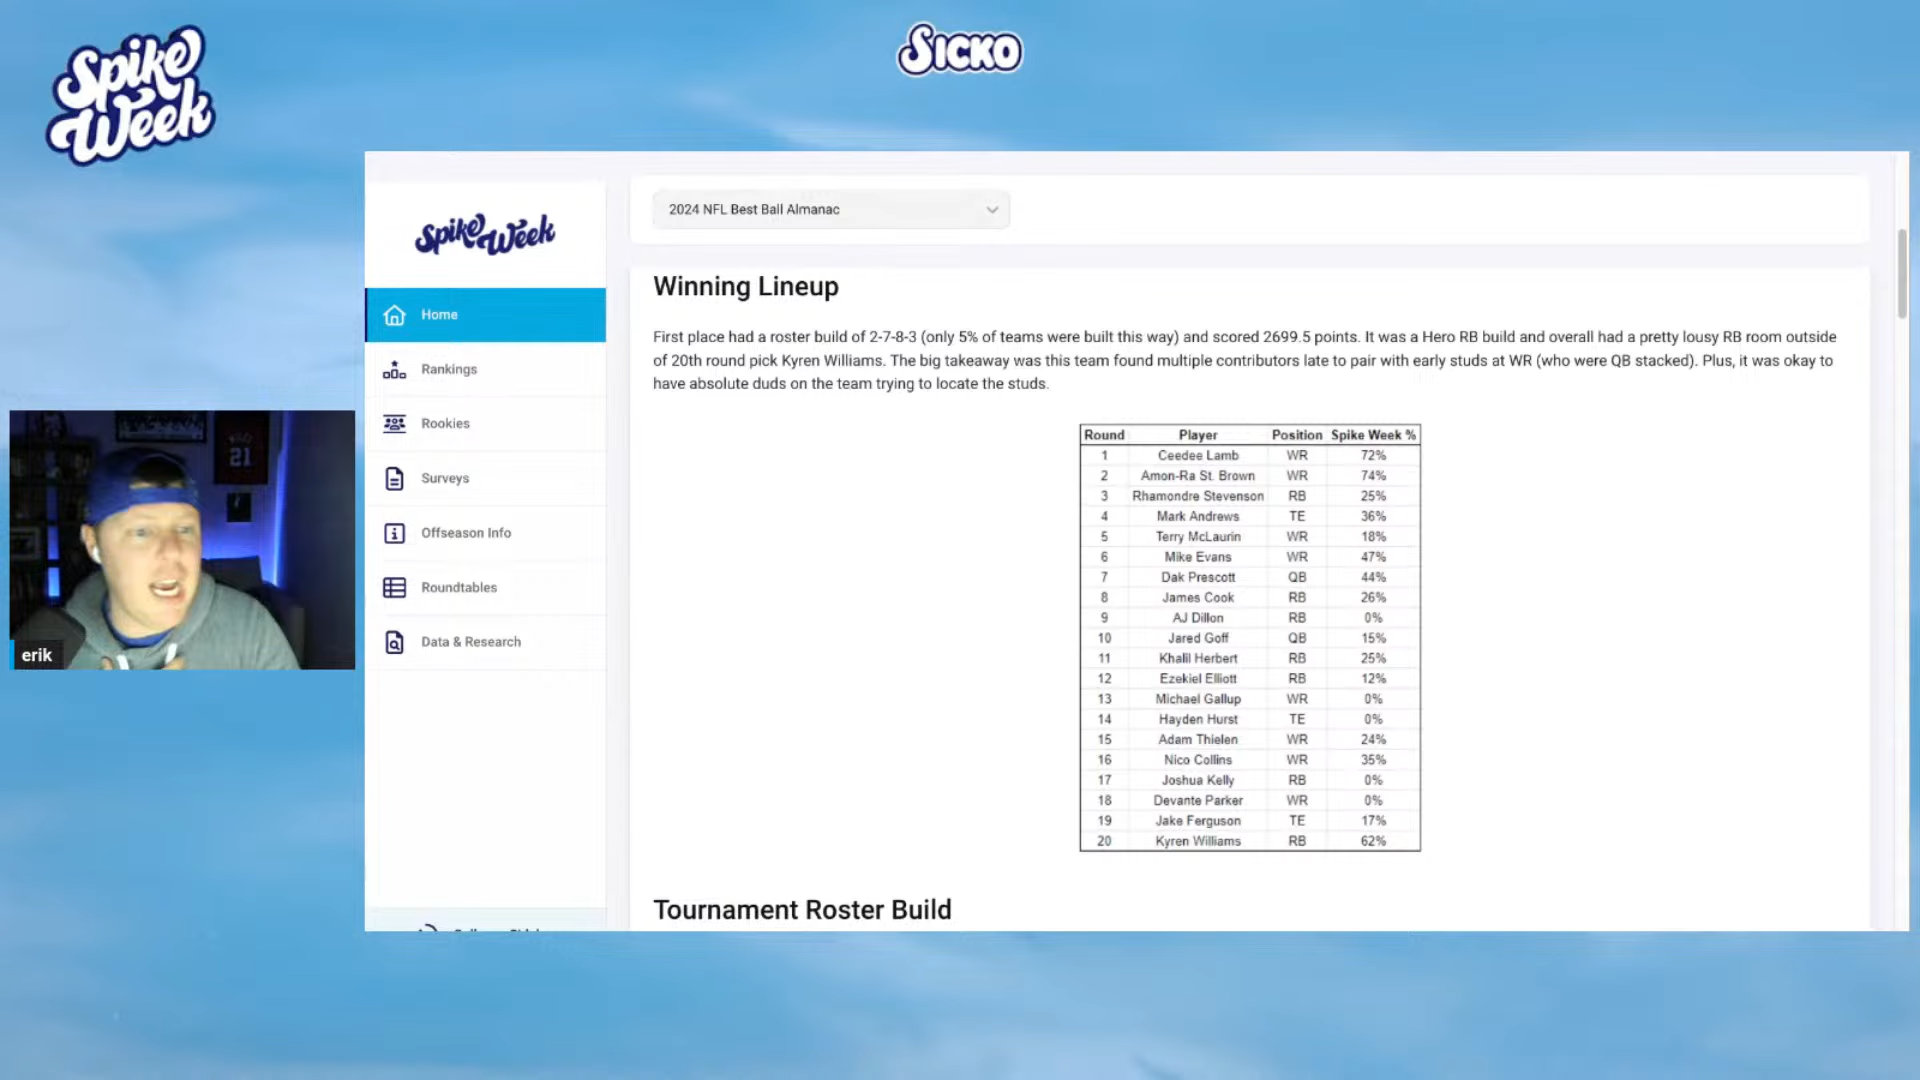 Spike
Week
SICKO
Spike Week
2024 NFL Best Ball Almanac
Home
Rankings
Rookies
Surveys
Offseason Info
Roundtables
Data & Research
Winning Lineup
First place had a roster build of 2-7-8-3 (only 5% of teams were built this way) and scored 2699.5 points. It was a Hero RB build and overall had a pretty lousy RB room outside
of 20th round pick Kyren Williams. The big takeaway was this team found multiple contributors late to pair with early studs at WR (who were QB stacked). Plus, it was okay to
have absolute duds on the team trying to locate the studs.
Round Player Position Spike Week %
1 Ceedee Lamb WR 72%
2 Amon-Ra St. Brown WR 74%
3 Rhamondre Stevenson RB 25%
4 Mark Andrews TE 36%
5 Terry McLaurin WR 18%
6 Mike Evans WR 47%
7 Dak Prescott QB 44%
8 James Cook RB 26%
9 AJ Dillon RB 0%
10 Jared Goff QB 15%
11 Khalil Herbert RB 25%
12 Ezekiel Elliott RB 12%
13 Michael Gallup WR 0%
14 Hayden Hurst TE 0%
15 Adam Thielen WR 24%
16 Nico Collins WR 35%
17 Joshua Kelly RB 0%
18 Devante Parker WR 0%
19 Jake Ferguson TE 17%
20 Kyren Williams RB 62%
Tournament Roster Build
21
erik